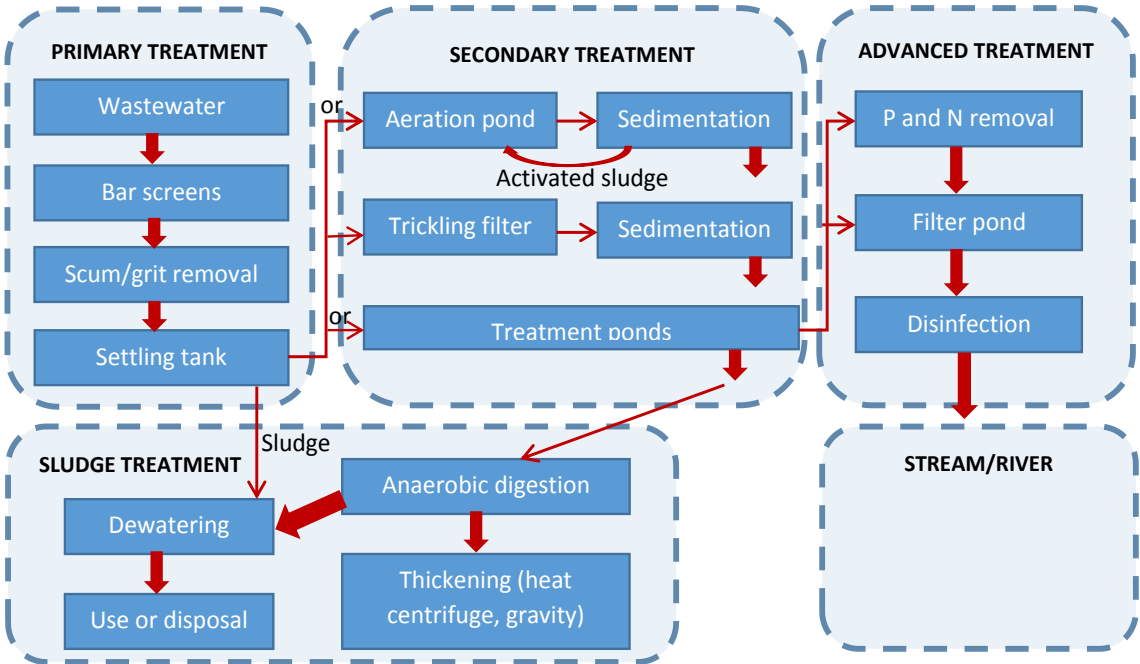 PRIMARY TREATMENT
Wastewater
Bar screens
Scum/grit removal
Settling tank
SECONDARY TREATMENT
or
Aeration pond
Sedimentation
Activated sludge
Trickling filter
Sedimentation
or
Treatment ponds
ADVANCED TREATMENT
P and N removal
Filter pond
Disinfection
Sludge
SLUDGE TREATMENT
Anaerobic digestion
Dewatering
Thickening (heat
centrifuge, gravity)
Use or disposal
STREAM/RIVER